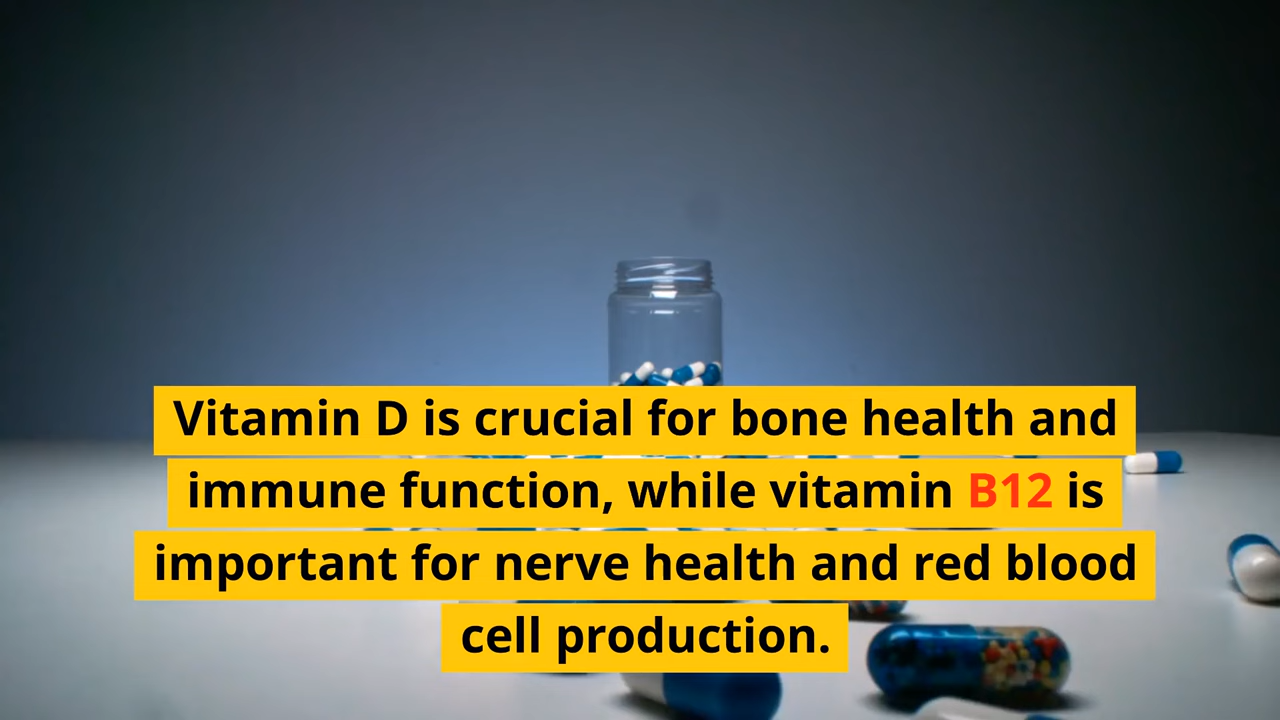 Vitamin D is crucial for bone health and
immune function, while vitamin B12 is
important for nerve health and red blood
cell production.